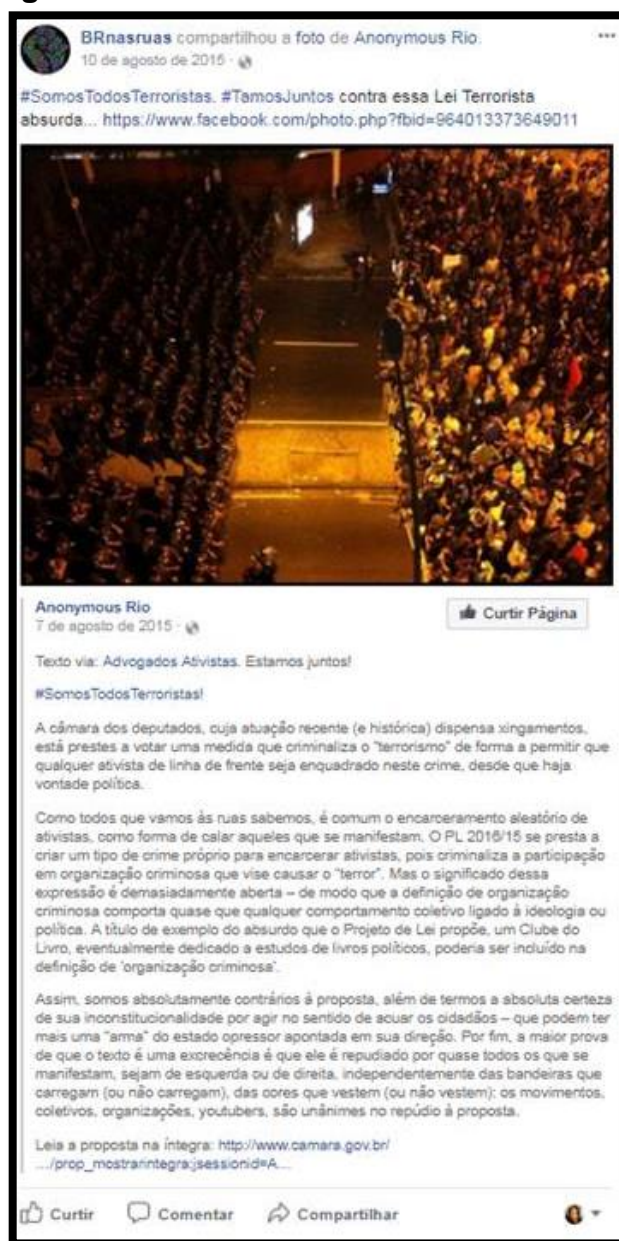 BRnasruas compartilhou a foto de Anonymous Rio.
10 de agosto de 2015 ·
#SomosTodosTerroristas. #TamosJuntos contra essa Lei Terrorista
absurda... https://www.facebook.com/photo.php?fbid=964013373649011
Anonymous Rio
7 de agosto de 2015 ·
Curtir Página
Texto via: Advogados Ativistas. Estamos juntos!
#SomosTodosTerroristas!
A câmara dos deputados, cuja atuação recente (e histórica) dispensa xingamentos,
está prestes a votar uma medida que criminaliza o "terrorismo" de forma a permitir que
qualquer ativista de linha de frente seja enquadrado neste crime, desde que haja
vontade política.
Como todos que vamos às ruas sabemos, é comum o encarceramento aleatório de
ativistas, como forma de calar aqueles que se manifestam. O PL 2016/15 se presta a
criar um tipo de crime próprio para encarcerar ativistas, pois criminaliza a participação
em organização criminosa que vise causar o "terror". Mas o significado dessa
expressão é demasiadamente aberta – de modo que a definição de organização
criminosa comporta quase que qualquer comportamento coletivo ligado à ideologia ou
política. A título de exemplo do absurdo que o Projeto de Lei propõe, um Clube do
Livro, eventualmente dedicado a estudos de livros políticos, poderia ser incluído na
definição de 'organização criminosa'.
Assim, somos absolutamente contrários à proposta, além de termos a absoluta certeza
de sua inconstitucionalidade por agir no sentido de acuar os cidadãos – que podem ter
mais uma "arma" do estado opressor apontada em sua direção. Por fim, a maior prova
de que o texto é uma excrecência é que ele é repudiado por quase todos os que se
manifestam, sejam de esquerda ou de direita, independentemente das bandeiras que
carregam (ou não carregam), das cores que vestem (ou não vestem): os movimentos,
coletivos, organizações, youtubers, são unânimes no repúdio à proposta.
Leia a proposta na íntegra: http://www.camara.gov.br/
.../prop_mostrarintegra;jsessionid=A...
Curtir Comentar Compartilhar